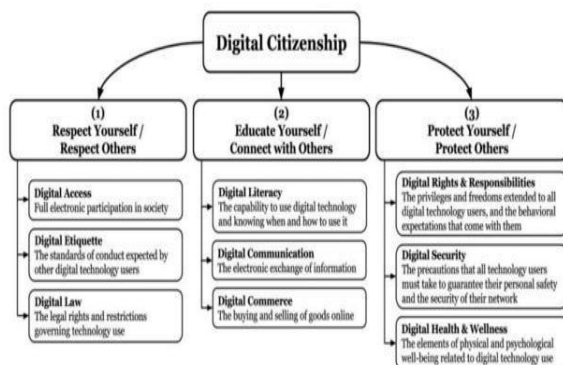 Digital Citizenship
(1)
Respect Yourself /
Respect Others
Digital Access
Full electronic participation in society
Digital Etiquette
The standards of conduct expected by
other digital technology users
Digital Law
The legal rights and restrictions
governing technology use
(2)
Educate Yourself /
Connect with Others
Digital Literacy
The capability to use digital technology
and knowing when and how to use it
Digital Communication
The electronic exchange of information
Digital Commerce
The buying and selling of goods online
(3)
Protect Yourself /
Protect Others
Digital Rights & Responsibilities
The privileges and freedoms extended to all
digital technology users, and the behavioral
expectations that come with them
Digital Security
The precautions that all technology users
must take to guarantee their personal safety
and the security of their network
Digital Health & Wellness
The elements of physical and psychological
well-being related to digital technology use